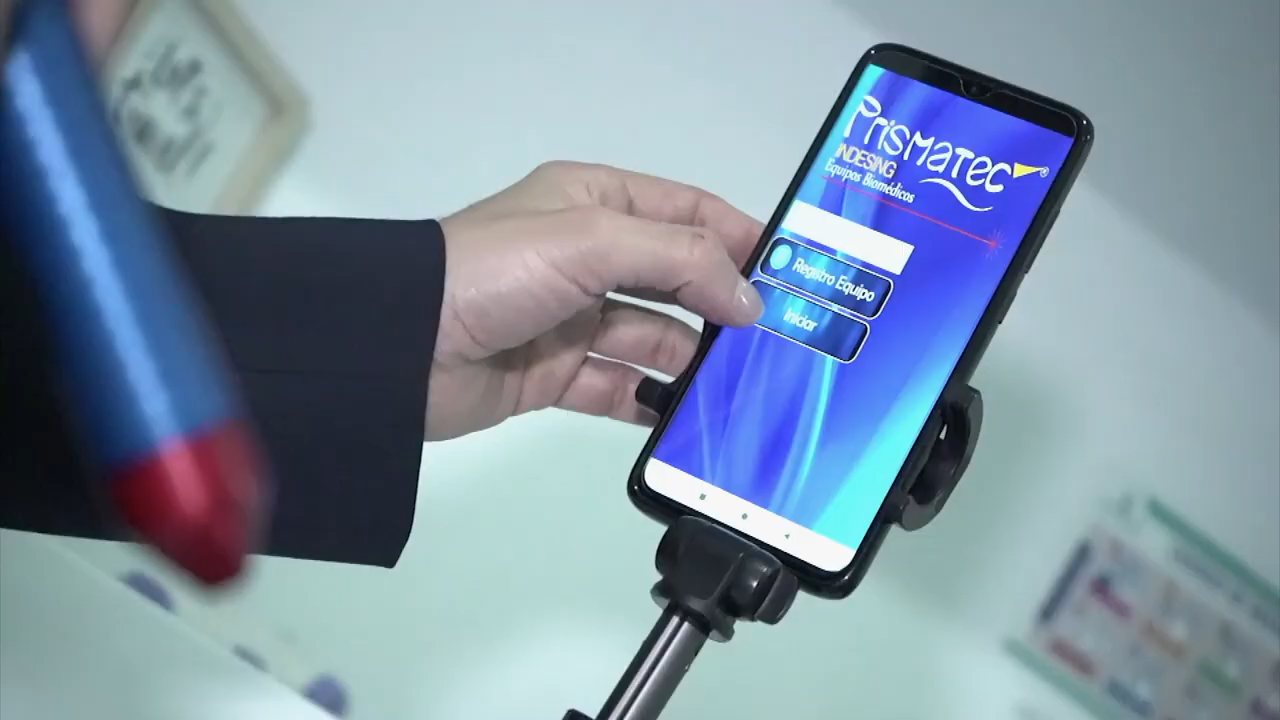 Prismatec®
INDESING
Equipos Biomédicos
Registro Equipo
Iniciar